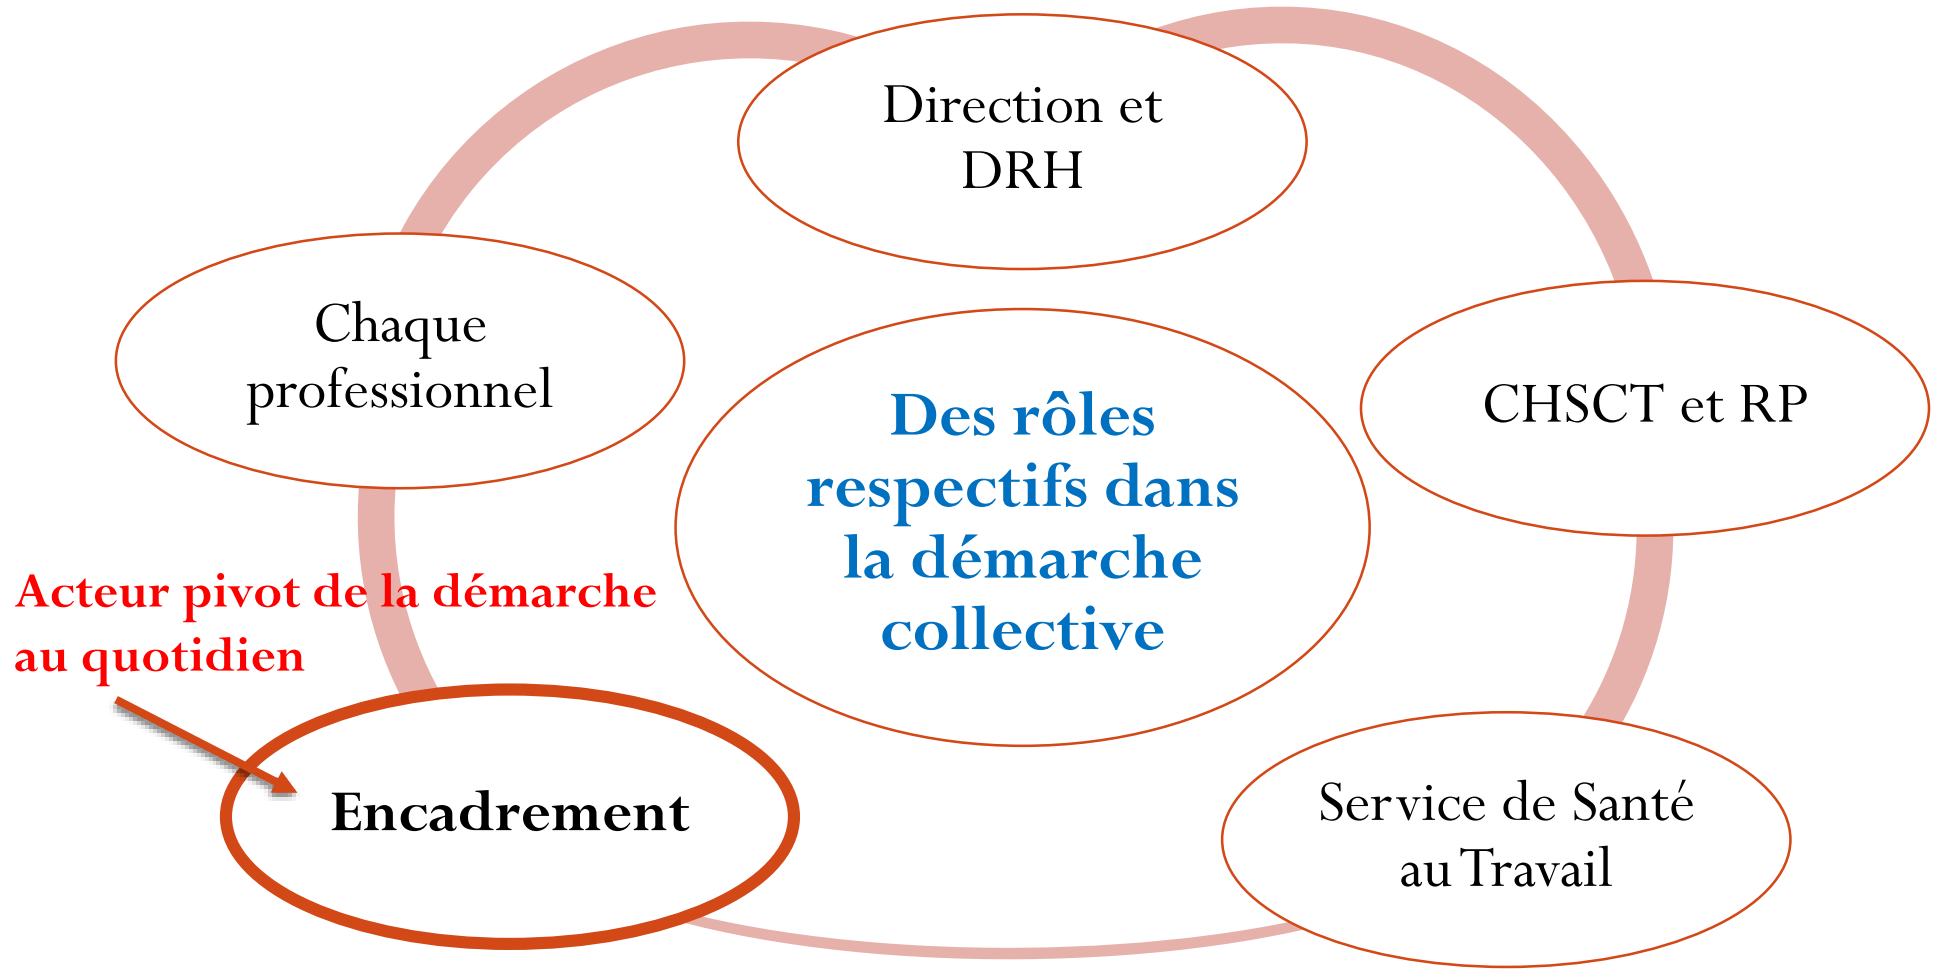 Direction et
DRH
Chaque
professionnel
CHSCT et RP
Des rôles
respectifs dans
la démarche
collective
Acteur pivot de la démarche
au quotidien
Encadrement
Service de Santé
au Travail